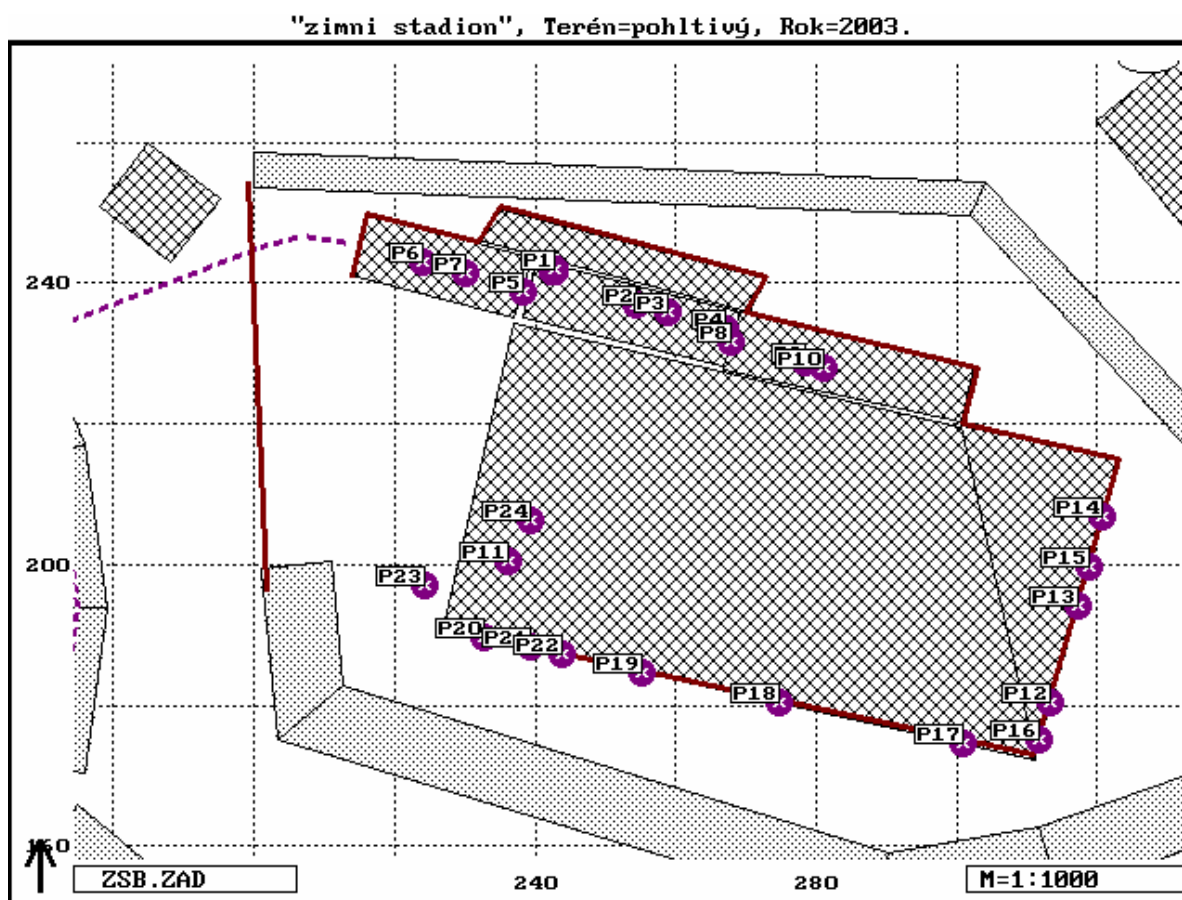 "zimni stadion", Terén=pohltivý, Rok=2003.
P6
P7
P1
P5
240
P2
P3
P4
P8
P10
P24
P14
P11
P15
200
P23
P13
P20
P22
P19
P18
P12
P17
P16
ZSB.ZAD
240
280
M=1:1000